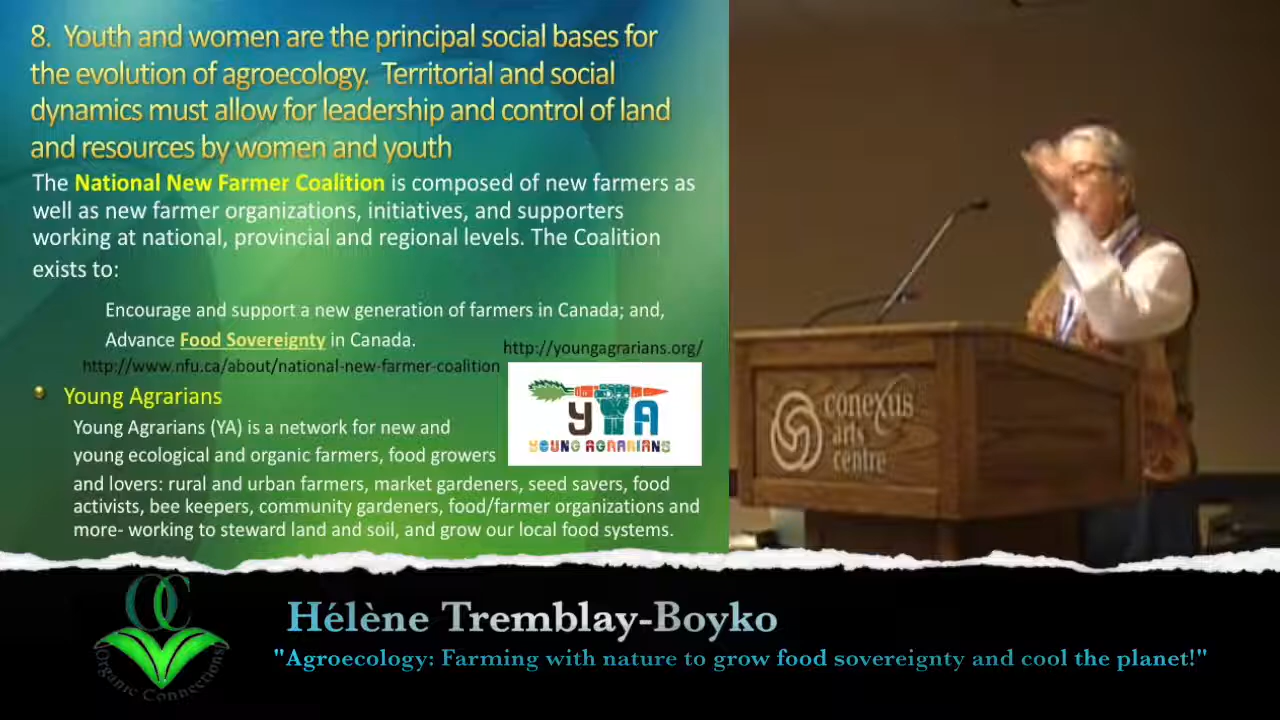 8. Youth and women are the principal social bases for
the evolution of agroecology. Territorial and social
dynamics must allow for leadership and control of land
and resources by women and youth
The National New Farmer Coalition is composed of new farmers as
well as new farmer organizations, initiatives, and supporters
working at national, provincial and regional levels. The Coalition
exists to:
Encourage and support a new generation of farmers in Canada; and,
Advance Food Sovereignty in Canada.
http://youngagrarians.org/
http://www.nfu.ca/about/national-new-farmer-coalition
Young Agrarians
YA
YOUNG AGRARIANS
Young Agrarians (YA) is a network for new and
young ecological and organic farmers, food growers
and lovers: rural and urban farmers, market gardeners, seed savers, food
activists, bee keepers, community gardeners, food/farmer organizations and
more- working to steward land and soil, and grow our local food systems.
conexus
arts
centre
OC
Organic Connections
Hélène Tremblay-Boyko
"Agroecology: Farming with nature to grow food sovereignty and cool the planet!"